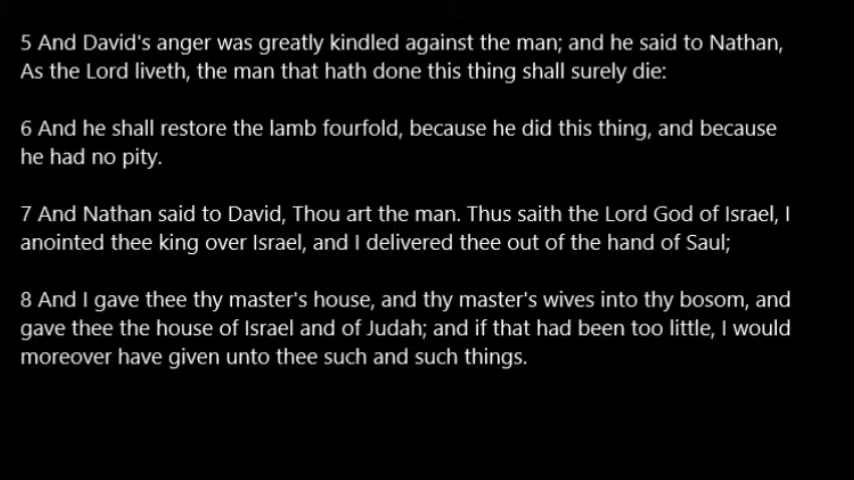 5 And David's anger was greatly kindled against the man; and he said to Nathan,
As the Lord liveth, the man that hath done this thing shall surely die:
6 And he shall restore the lamb fourfold, because he did this thing, and because
he had no pity.
7 And Nathan said to David, Thou art the man. Thus saith the Lord God of Israel, I
anointed thee king over Israel, and I delivered thee out of the hand of Saul;
8 And I gave thee thy master's house, and thy master's wives into thy bosom, and
gave thee the house of Israel and of Judah; and if that had been too little, I would
moreover have given unto thee such and such things.